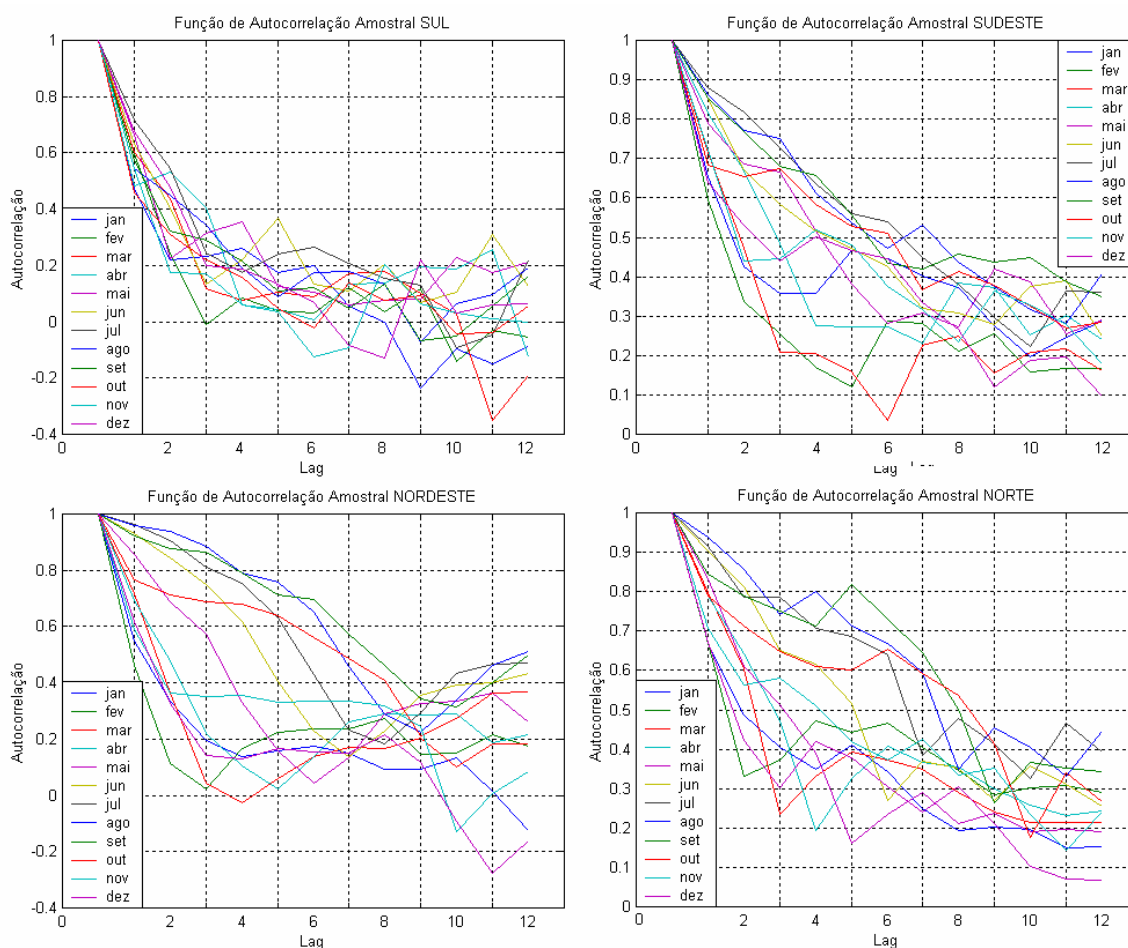 Função de Autocorrelação Amostral SUL
Autocorrelação
1
0.8
0.6
0.4
0.2
0
-0.2
-0.4
jan
fev
mar
abr
mai
jun
jul
ago
set
out
nov
dez
0 2 4 6 8 10 12
Lag
Função de Autocorrelação Amostral SUDESTE
Autocorrelação
1
0.9
0.8
0.7
0.6
0.5
0.4
0.3
0.2
0.1
0
jan
fev
mar
abr
mai
jun
jul
ago
set
out
nov
dez
0 2 4 6 8 10 12
Lag
Função de Autocorrelação Amostral NORDESTE
Autocorrelação
1
0.8
0.6
0.4
0.2
0
-0.2
-0.4
jan
fev
mar
abr
mai
jun
jul
ago
set
out
nov
dez
0 2 4 6 8 10 12
Lag
Função de Autocorrelação Amostral NORTE
Autocorrelação
1
0.9
0.8
0.7
0.6
0.5
0.4
0.3
0.2
0.1
0
jan
fev
mar
abr
mai
jun
jul
ago
set
out
nov
dez
0 2 4 6 8 10 12
Lag